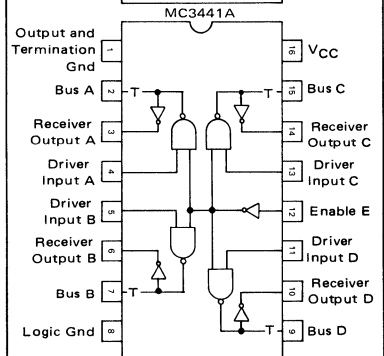 MC3441A
Output and
Termination
Gnd
1
16
VCC
Bus A
2
T
T
15
Bus C
Receiver
Output A
3
14
Receiver
Output C
Driver
Input A
4
13
Driver
Input C
Driver
Input B
5
12
Enable E
Receiver
Output B
6
11
Driver
Input D
Bus B
7
T
10
Receiver
Output D
Logic Gnd
8
T
9
Bus D